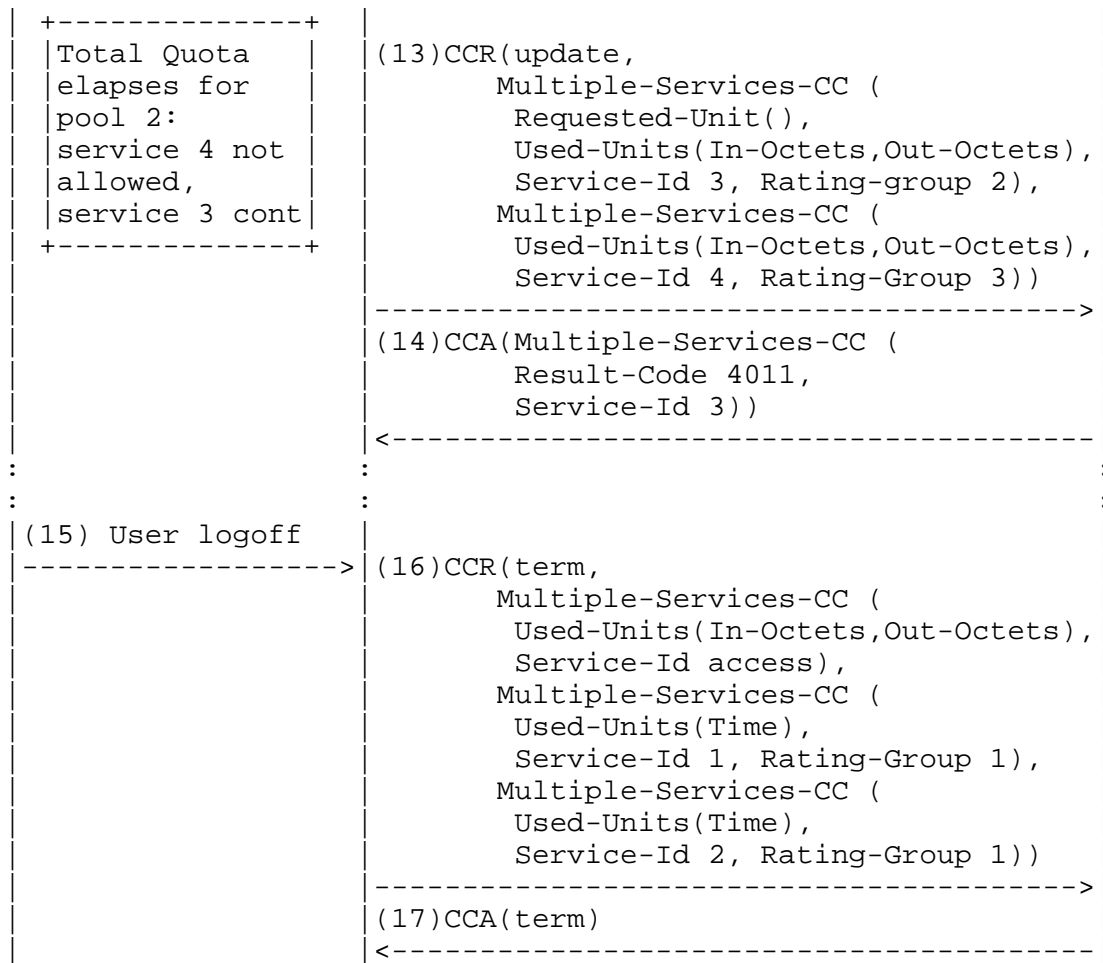 +--------------+
|Total Quota | |(13)CCR(update,
|elapses for | | Multiple-Services-CC (
|pool 2: | | Requested-Unit(),
|service 4 not | | Used-Units(In-Octets,Out-Octets),
|allowed, | | Service-Id 3, Rating-group 2),
|service 3 cont| | Multiple-Services-CC (
+--------------+ | Used-Units(In-Octets,Out-Octets),
| | Service-Id 4, Rating-Group 3))
| |---------------------------------------->
| |(14)CCA(Multiple-Services-CC (
| | Result-Code 4011,
| | Service-Id 3))
| |<----------------------------------------
: : :
: : :
|(15) User logoff |
|------------------>|(16)CCR(term,
| | Multiple-Services-CC (
| | Used-Units(In-Octets,Out-Octets),
| | Service-Id access),
| | Multiple-Services-CC (
| | Used-Units(Time),
| | Service-Id 1, Rating-Group 1),
| | Multiple-Services-CC (
| | Used-Units(Time),
| | Service-Id 2, Rating-Group 1))
| |---------------------------------------->
| |(17)CCA(term)
| |<----------------------------------------